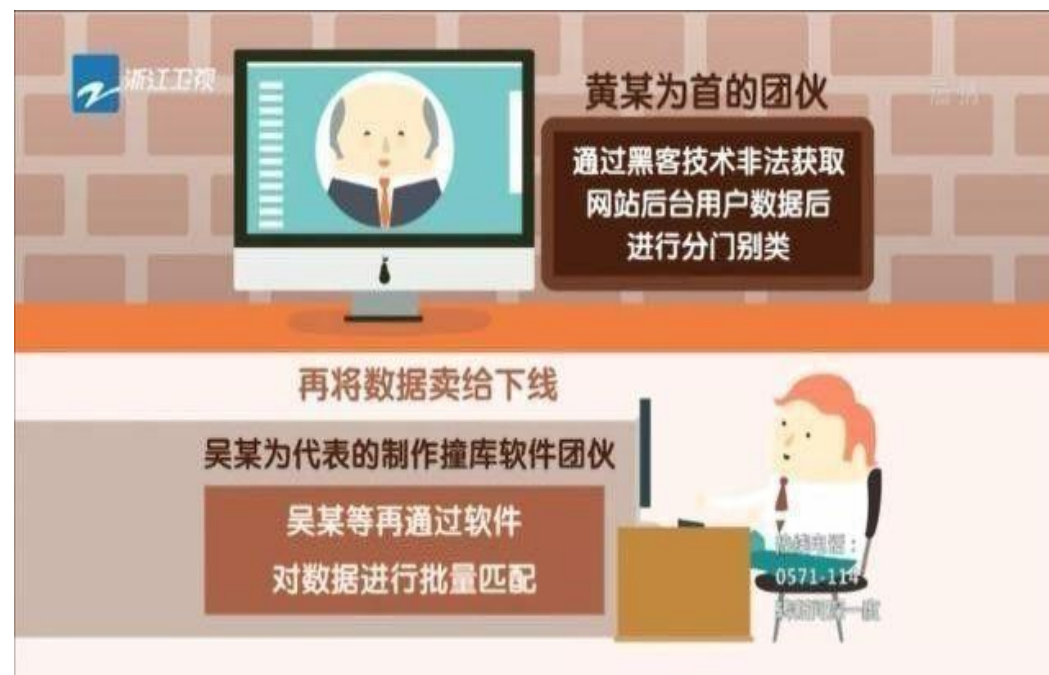 浙江卫视
黄某为首的团伙
通过黑客技术非法获取
网站后台用户数据后
进行分门别类
再将数据卖给下线
吴某为代表的制作撞库软件团伙
吴某等再通过软件
对数据进行批量匹配
0571-114